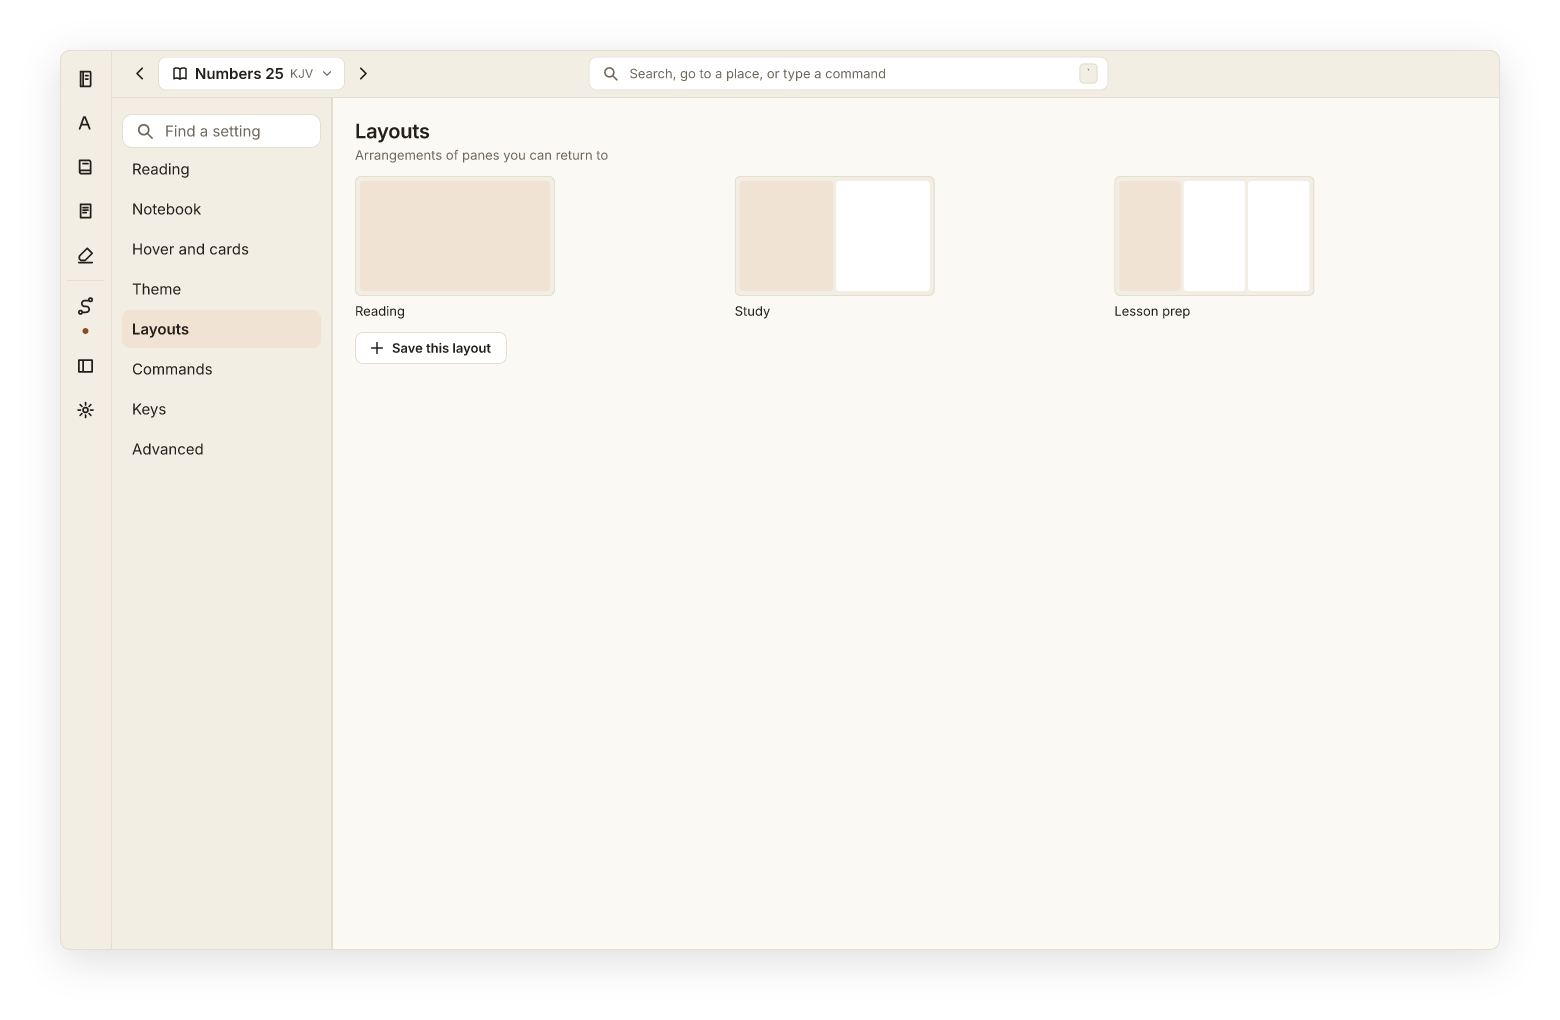 Numbers 25 KJV
Search, go to a place, or type a command
Find a setting
Reading
Notebook
Hover and cards
Theme
Layouts
Commands
Keys
Advanced
Layouts
Arrangements of panes you can return to
Reading
Study
Lesson prep
Save this layout